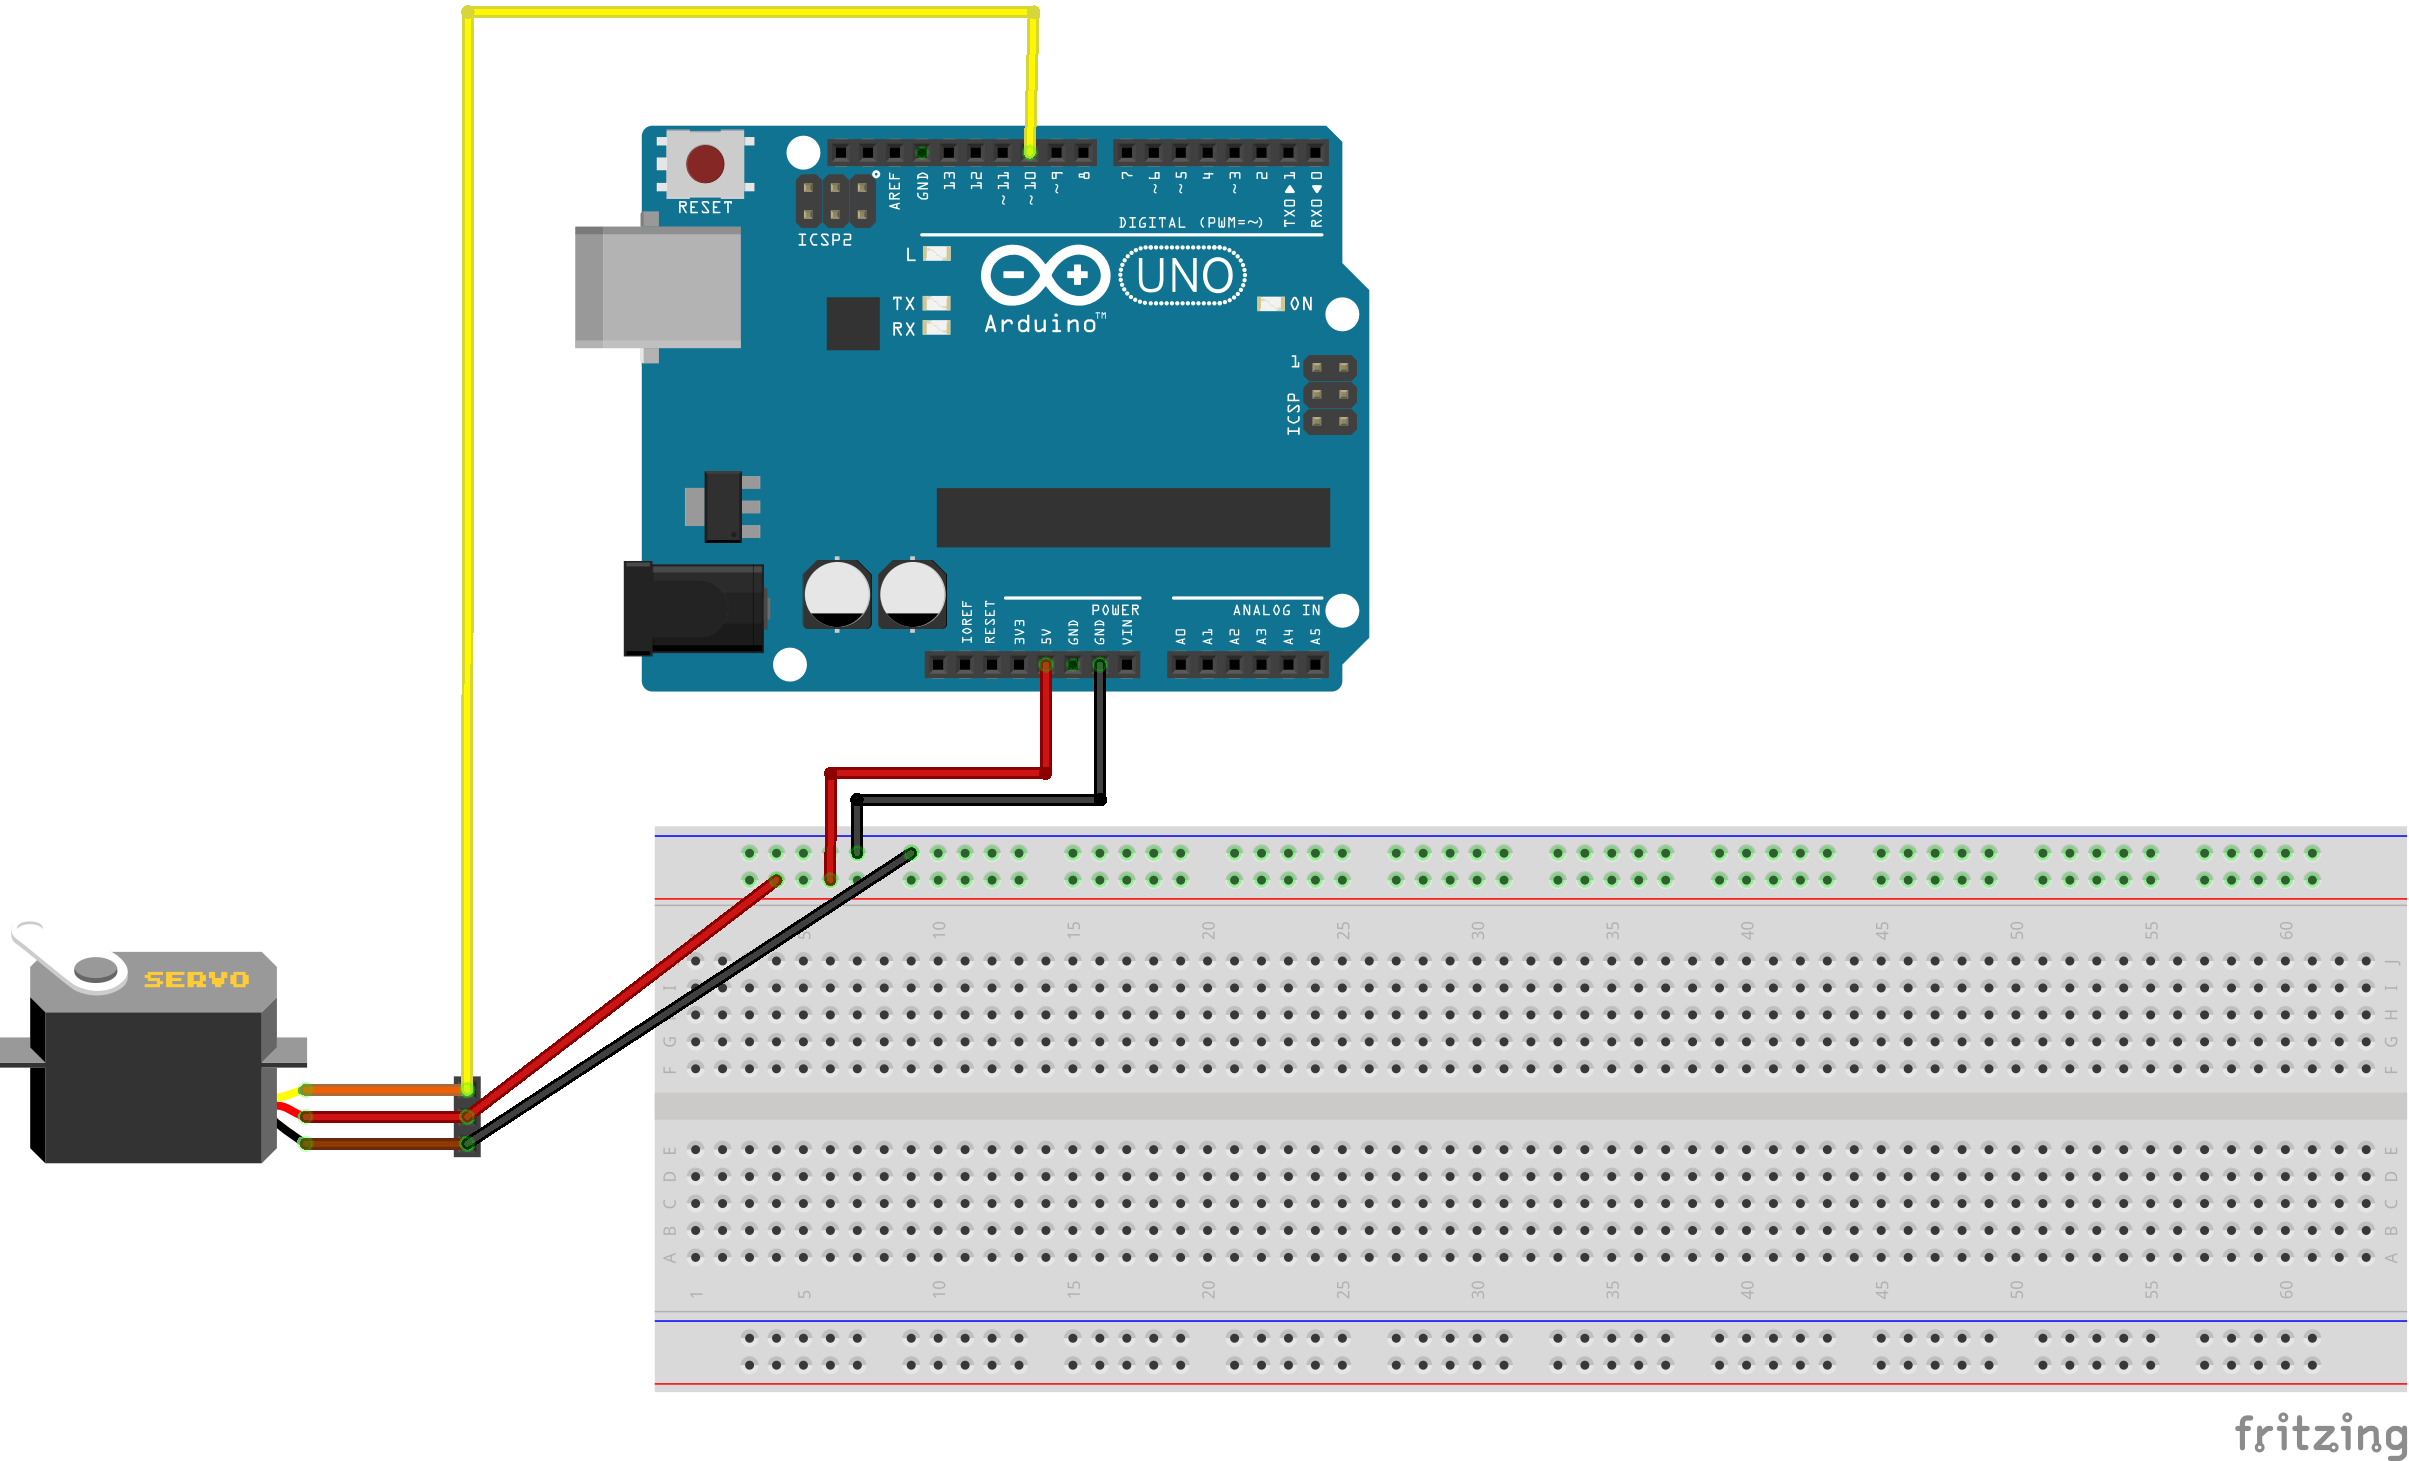 RESET
ICSP2
AREF
GND
13
12
~11
~10
~9
8
7
~6
~5
4
~3
2
TX0▶1
RX0◀0
DIGITAL (PWM=~)
L
TX
RX
Arduino™
UNO
ON
1
ICSP
IOREF
RESET
3V3
5V
GND
GND
VIN
POWER
ANALOG IN
A0
A1
A2
A3
A4
A5
SERVO
5 10 15 20 25 30 35 40 45 50 55 60
J
I I
H
G G
F F
E E
D D
C C
B B
A A
1 5 10 15 20 25 30 35 40 45 50 55 60
fritzing